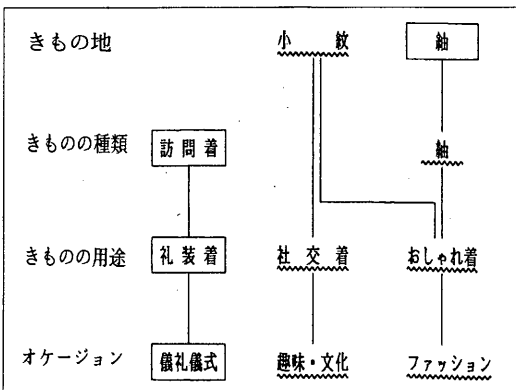 きもの地 小紋 紬
きものの種類 訪問着 紬
きものの用途 礼装着 社交着 おしゃれ着
オケージョン 儀礼儀式 趣味・文化 ファッション